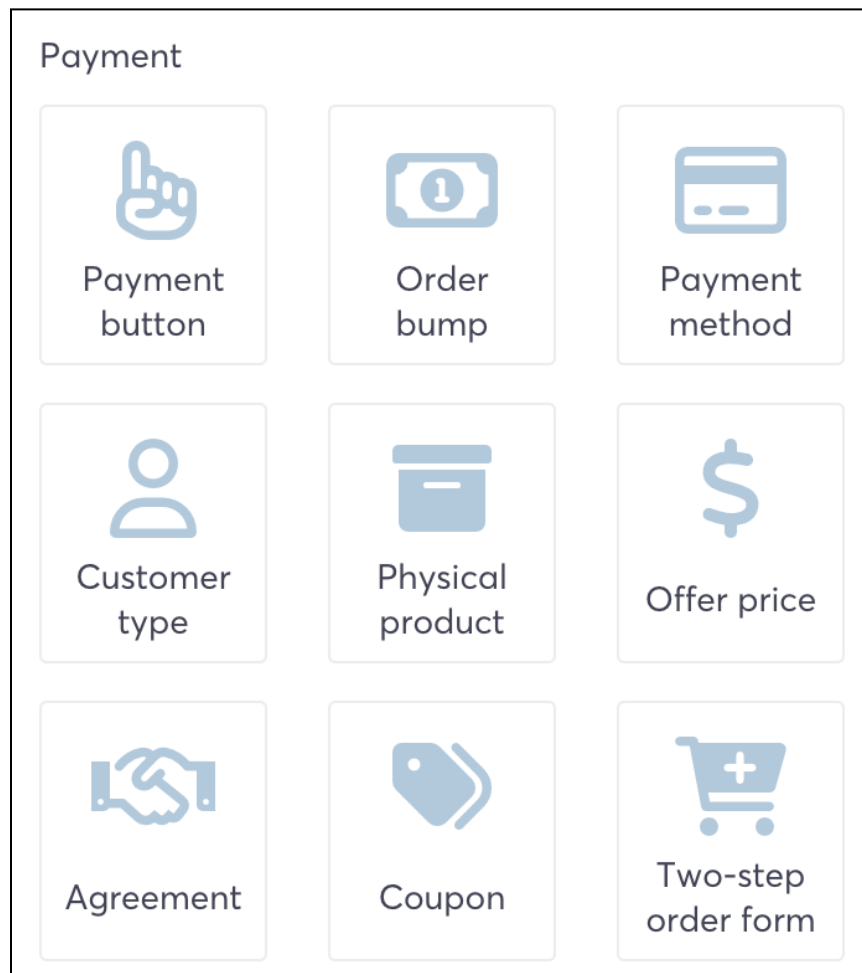 Payment
Payment
button
Order
bump
Payment
method
1
Customer
type
Physical
product
Offer price
$
Agreement
Coupon
Two-step
order form